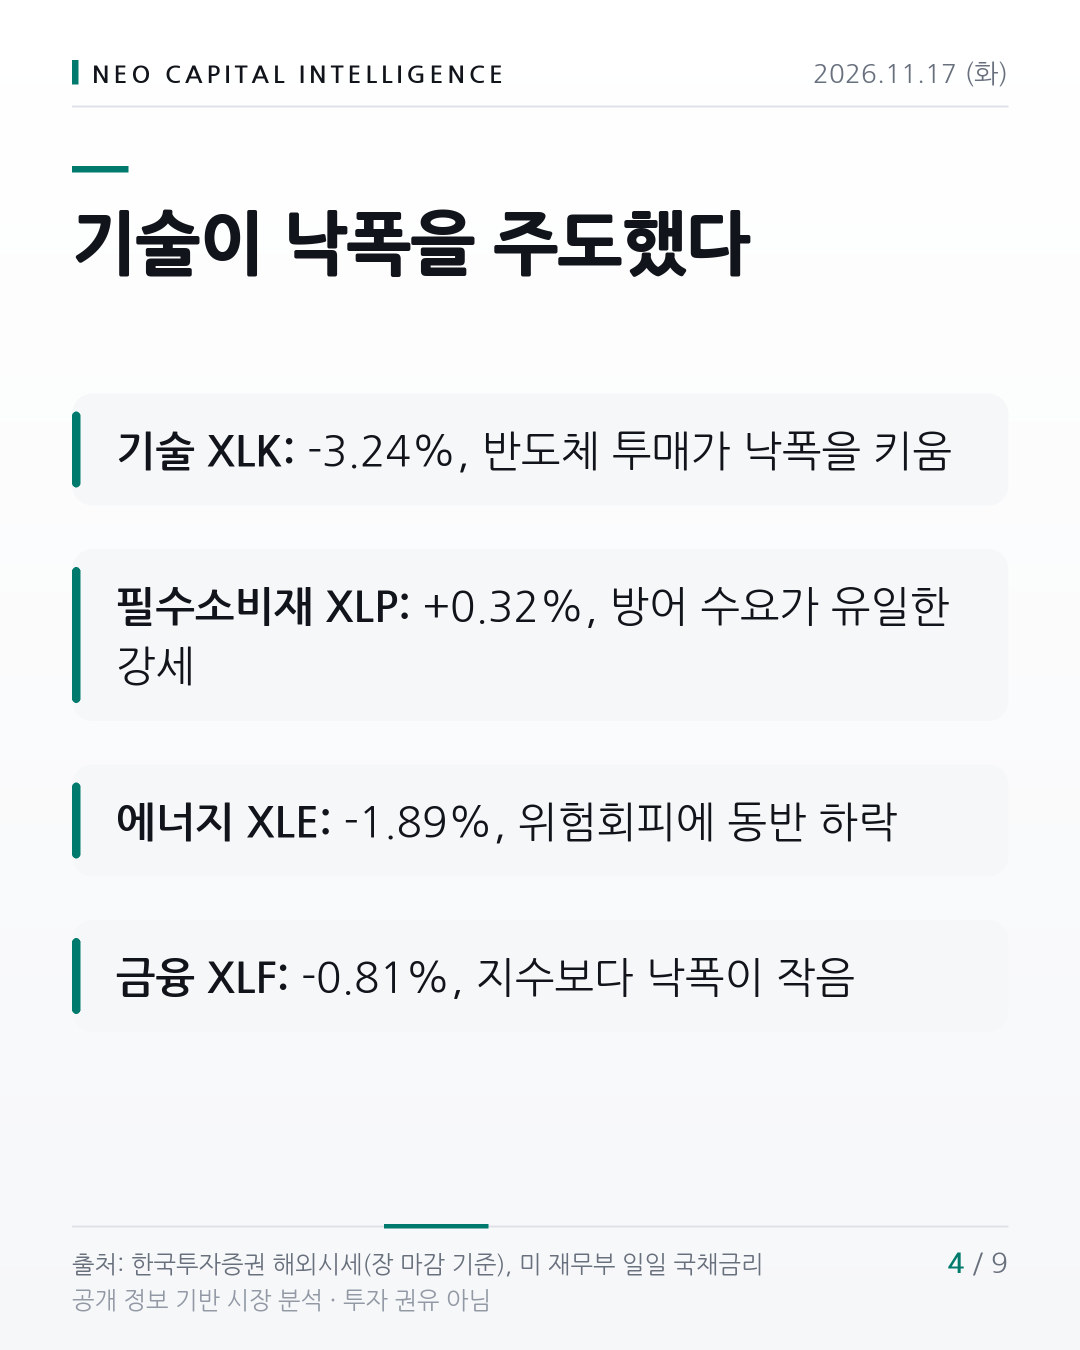 NEO CAPITAL INTELLIGENCE
2026.11.17 (화)
기술이 낙폭을 주도했다
기술 XLK: -3.24%, 반도체 투매가 낙폭을 키움
필수소비재 XLP: +0.32%, 방어 수요가 유일한
강세
에너지 XLE: -1.89%, 위험회피에 동반 하락
금융 XLF: -0.81%, 지수보다 낙폭이 작음
출처: 한국투자증권 해외시세(장 마감 기준), 미 재무부 일일 국채금리
4 / 9
공개 정보 기반 시장 분석 · 투자 권유 아님